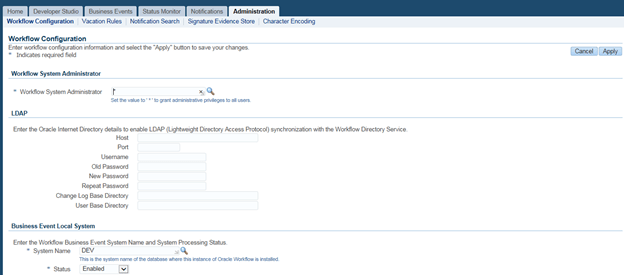 Home Developer Studio Business Events Status Monitor Notifications Administration
Workflow Configuration | Vacation Rules | Notification Search | Signature Evidence Store | Character Encoding
Workflow Configuration
Enter workflow configuration information and select the "Apply" button to save your changes.
* Indicates required field
Cancel Apply
Workflow System Administrator
* Workflow System Administrator *
Set the value to ' * ' to grant administrative privileges to all users.
LDAP
Enter the Oracle Internet Directory details to enable LDAP (Lightweight Directory Access Protocol) synchronization with the Workflow Directory Service.
Host
Port
Username
Old Password
New Password
Repeat Password
Change Log Base Directory
User Base Directory
Business Event Local System
Enter the Workflow Business Event System Name and System Processing Status.
* System Name DEV
This is the system name of the database where this instance of Oracle Workflow is installed.
* Status Enabled